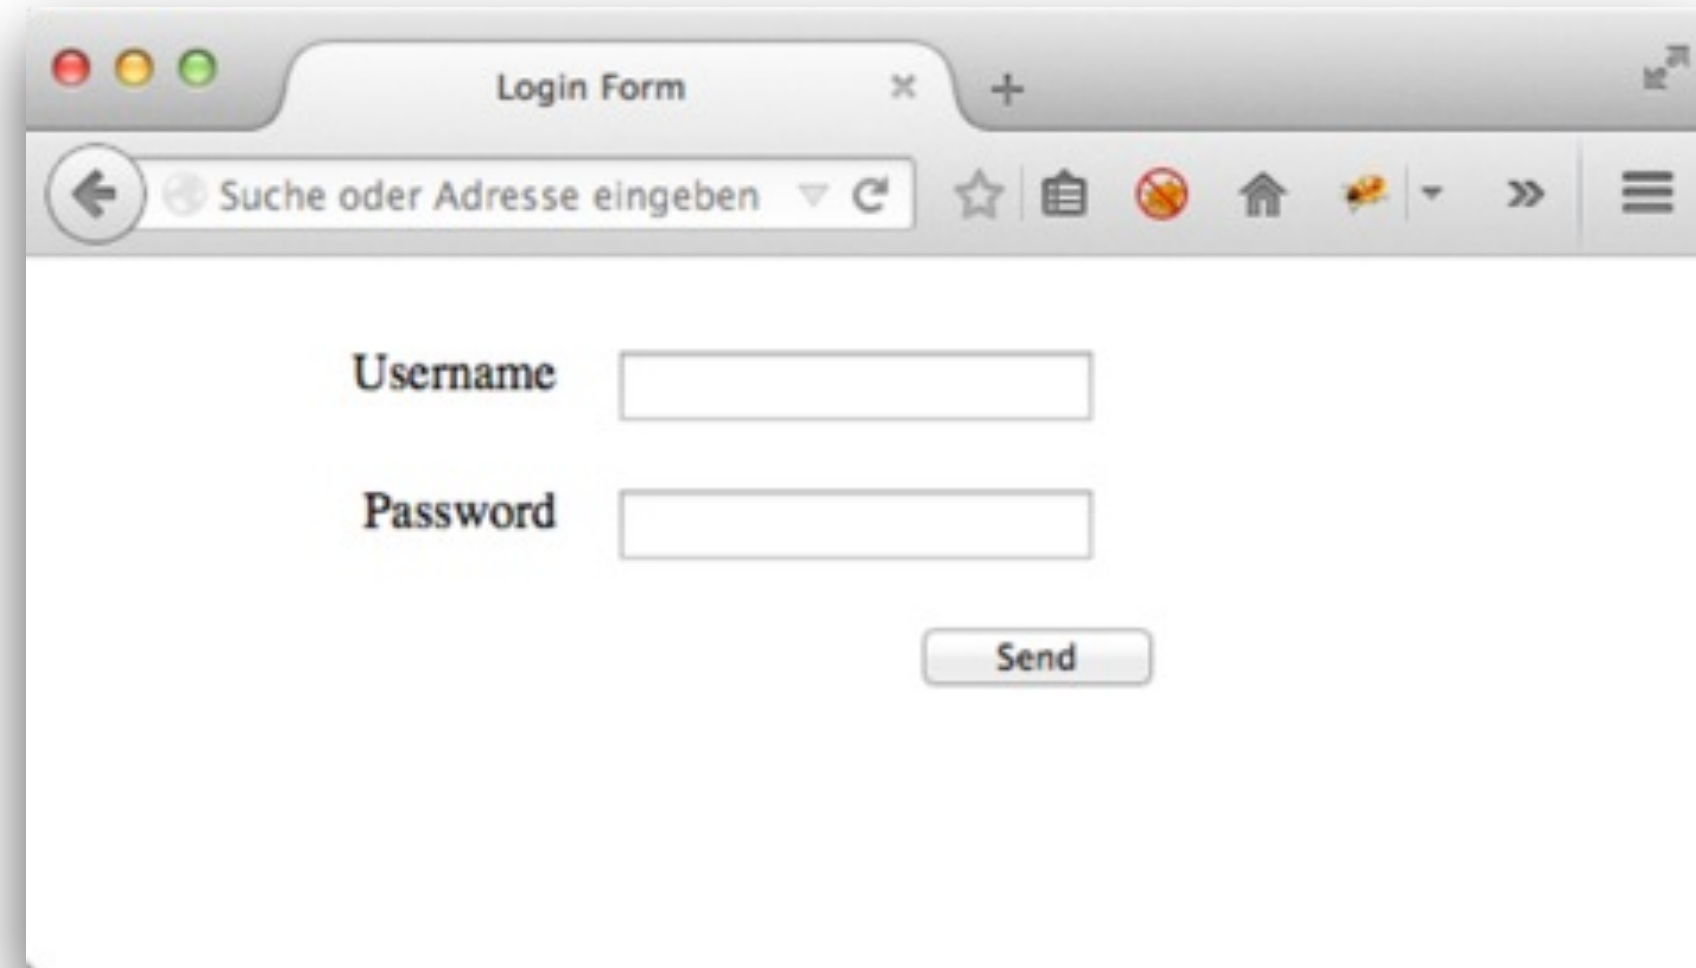 Login Form
Suche oder Adresse eingeben
Username
Password
Send